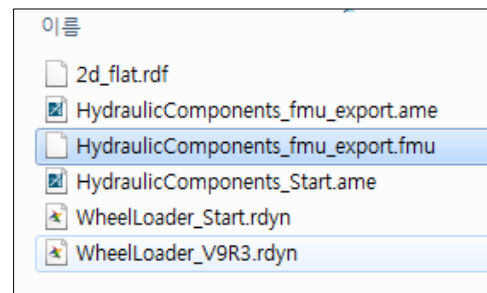 이름
2d_flat.rdf
HydraulicComponents_fmu_export.ame
HydraulicComponents_fmu_export.fmu
HydraulicComponents_Start.ame
WheelLoader_Start.rdyn
WheelLoader_V9R3.rdyn